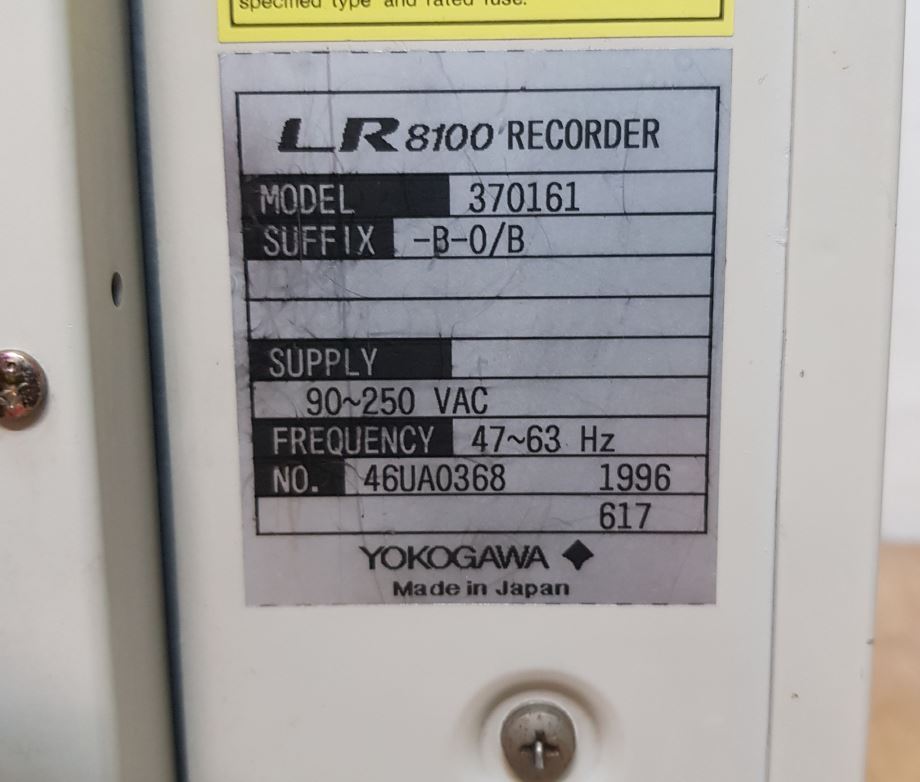 specified type and rated fuse.
LR 8100 RECORDER
MODEL 370161
SUFFIX -B-0/B
SUPPLY
90~250 VAC
FREQUENCY 47~63 Hz
NO. 46UA0368 1996
617
YOKOGAWA
Made in Japan